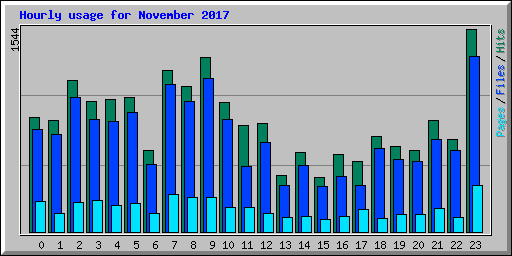 Hourly usage for November 2017
1544
Pages/Files/Hits
0 1 2 3 4 5 6 7 8 9 10 11 12 13 14 15 16 17 18 19 20 21 22 23